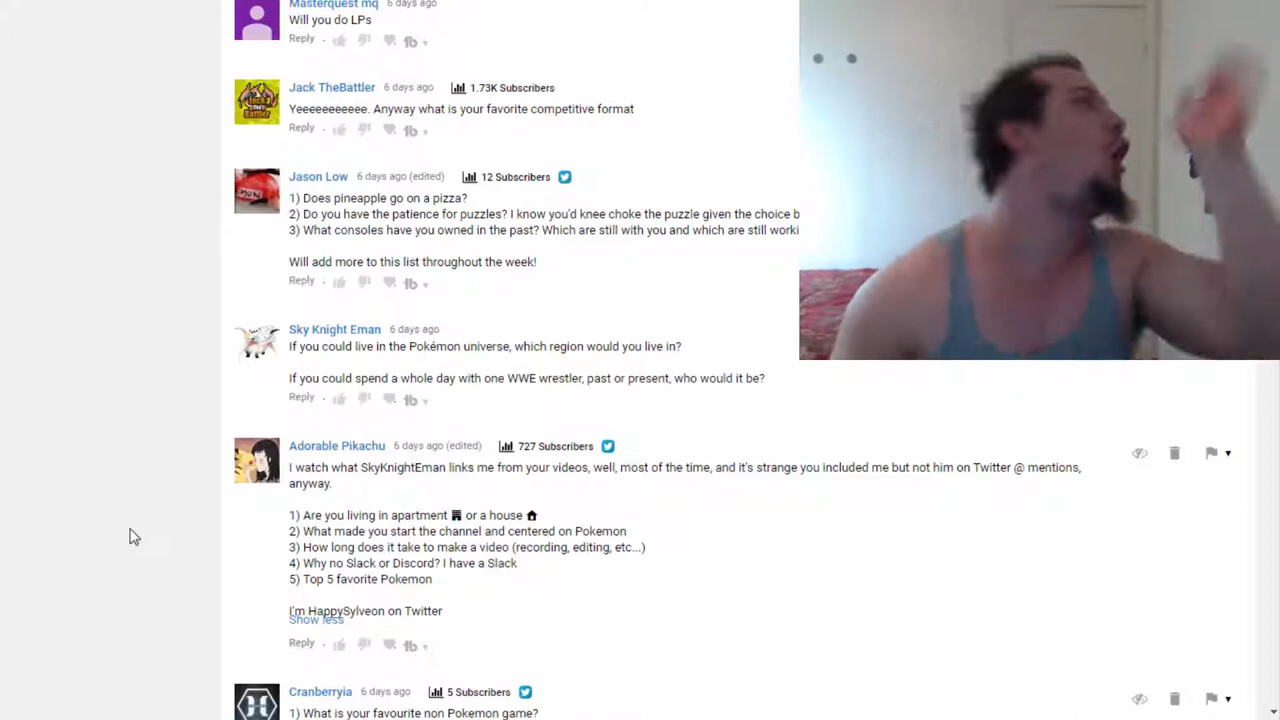 Masterquest mq 6 days ago
Will you do LPs
Reply
Jack TheBattler 6 days ago 1.73K Subscribers
Yeeeeeeeeeee. Anyway what is your favorite competitive format
Reply
Jason Low 6 days ago (edited) 12 Subscribers
1) Does pineapple go on a pizza?
2) Do you have the patience for puzzles? I know you'd knee choke the puzzle given the choice b
3) What consoles have you owned in the past? Which are still with you and which are still worki
Will add more to this list throughout the week!
Reply
Sky Knight Eman 6 days ago
If you could live in the Pokémon universe, which region would you live in?
If you could spend a whole day with one WWE wrestler, past or present, who would it be?
Reply
Adorable Pikachu 6 days ago (edited) 727 Subscribers
I watch what SkyKnightEman links me from your videos, well, most of the time, and it's strange you included me but not him on Twitter @ mentions,
anyway.
1) Are you living in apartment or a house
2) What made you start the channel and centered on Pokemon
3) How long does it take to make a video (recording, editing, etc...)
4) Why no Slack or Discord? I have a Slack
5) Top 5 favorite Pokemon
I'm HappySylveon on Twitter
Show less
Reply
Cranberryia 6 days ago 5 Subscribers
1) What is your favourite non Pokemon game?